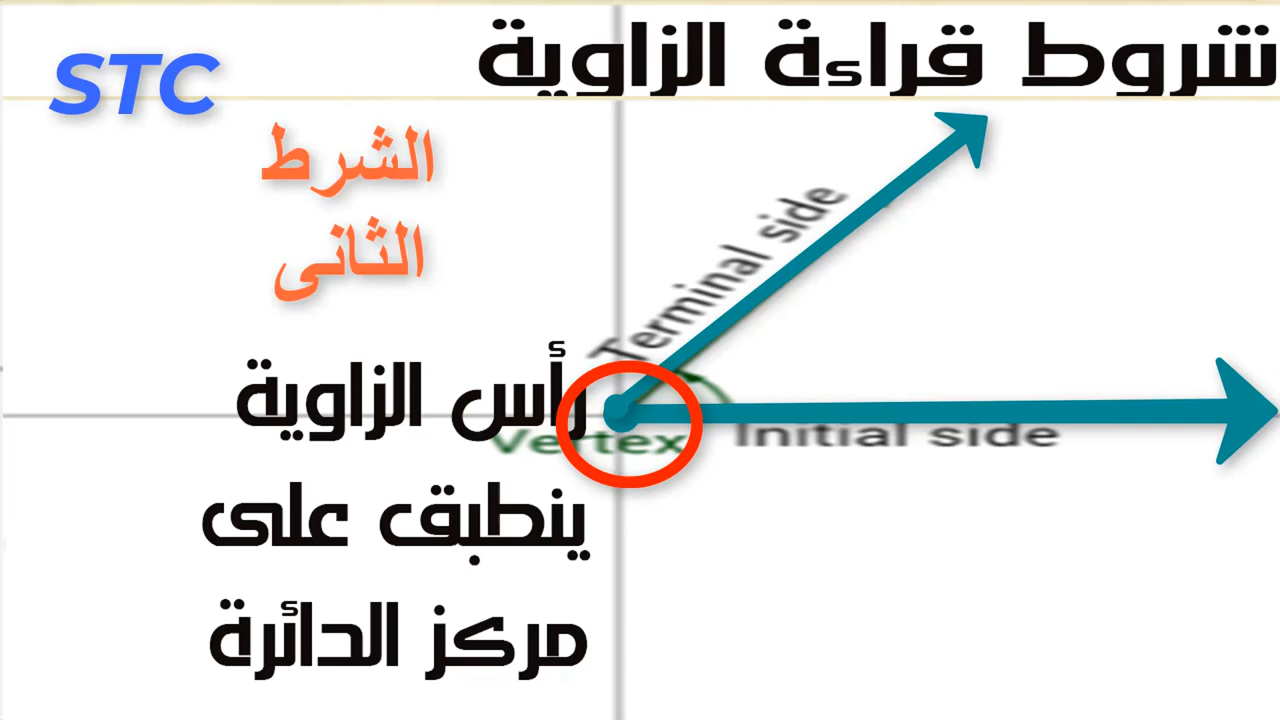 شروط قراءة الزاوية
STC
الشرط
الثانى
Terminal side
رأس الزاوية
Vertex
Initial side
ينطبق على
مركز الدائرة